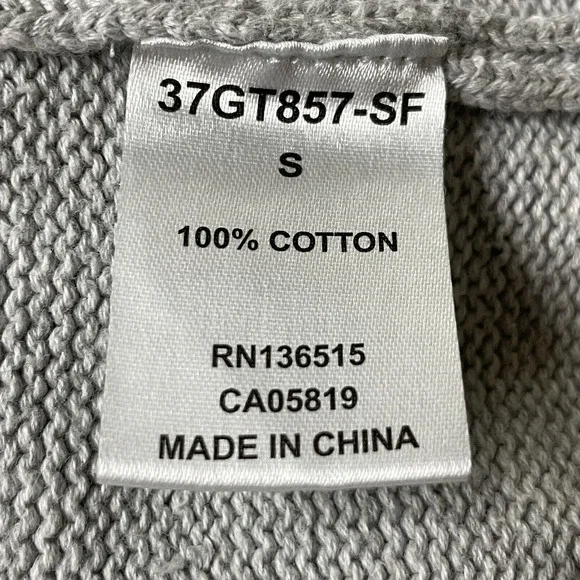 37GT857-SF
S
100% COTTON
RN136515
CA05819
MADE IN CHINA